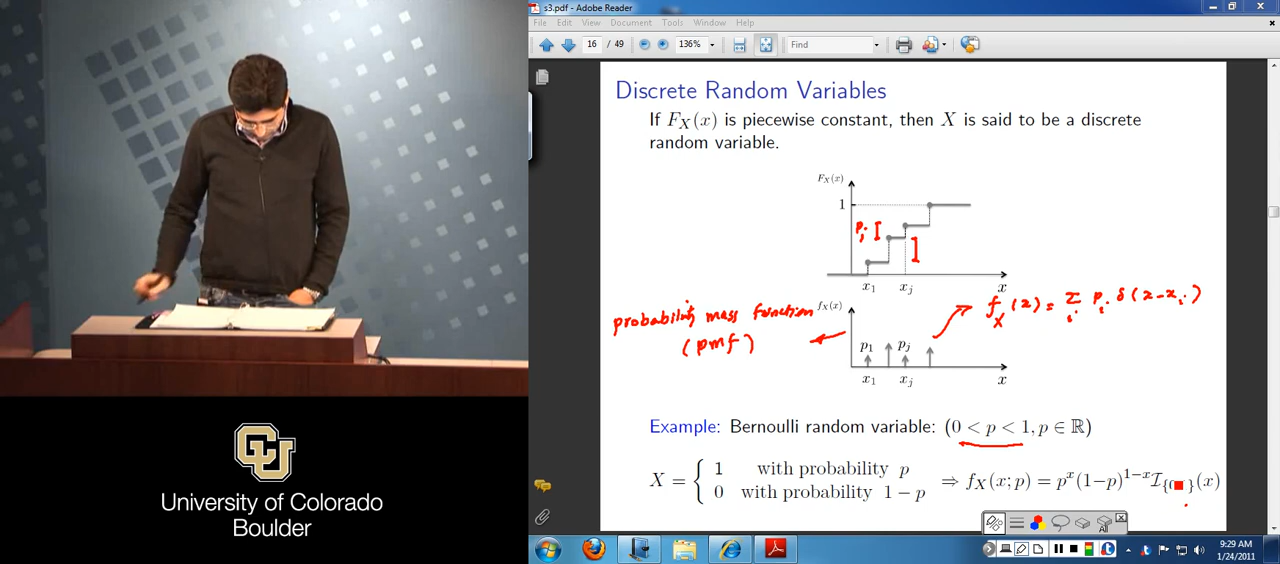 s3.pdf - Adobe Reader
File Edit View Document Tools Window Help
16 / 49 136% Find
Discrete Random Variables
If F_X(x) is piecewise constant, then X is said to be a discrete
random variable.
F_X(x)
1
p_j
x_1 x_j x
probability mass function
(pmf)
f_X(x) = Σ_i p_i δ(x-x_i)
f_X(x)
p_1 p_j
x_1 x_j x
Example: Bernoulli random variable: (0 < p < 1, p ∈ ℝ)
X = { 1 with probability p
0 with probability 1 − p
⇒ f_X(x; p) = p^x(1−p)^{1−x} I_{ }(x)
All
CU
University of Colorado
Boulder
9:29 AM
1/24/2011